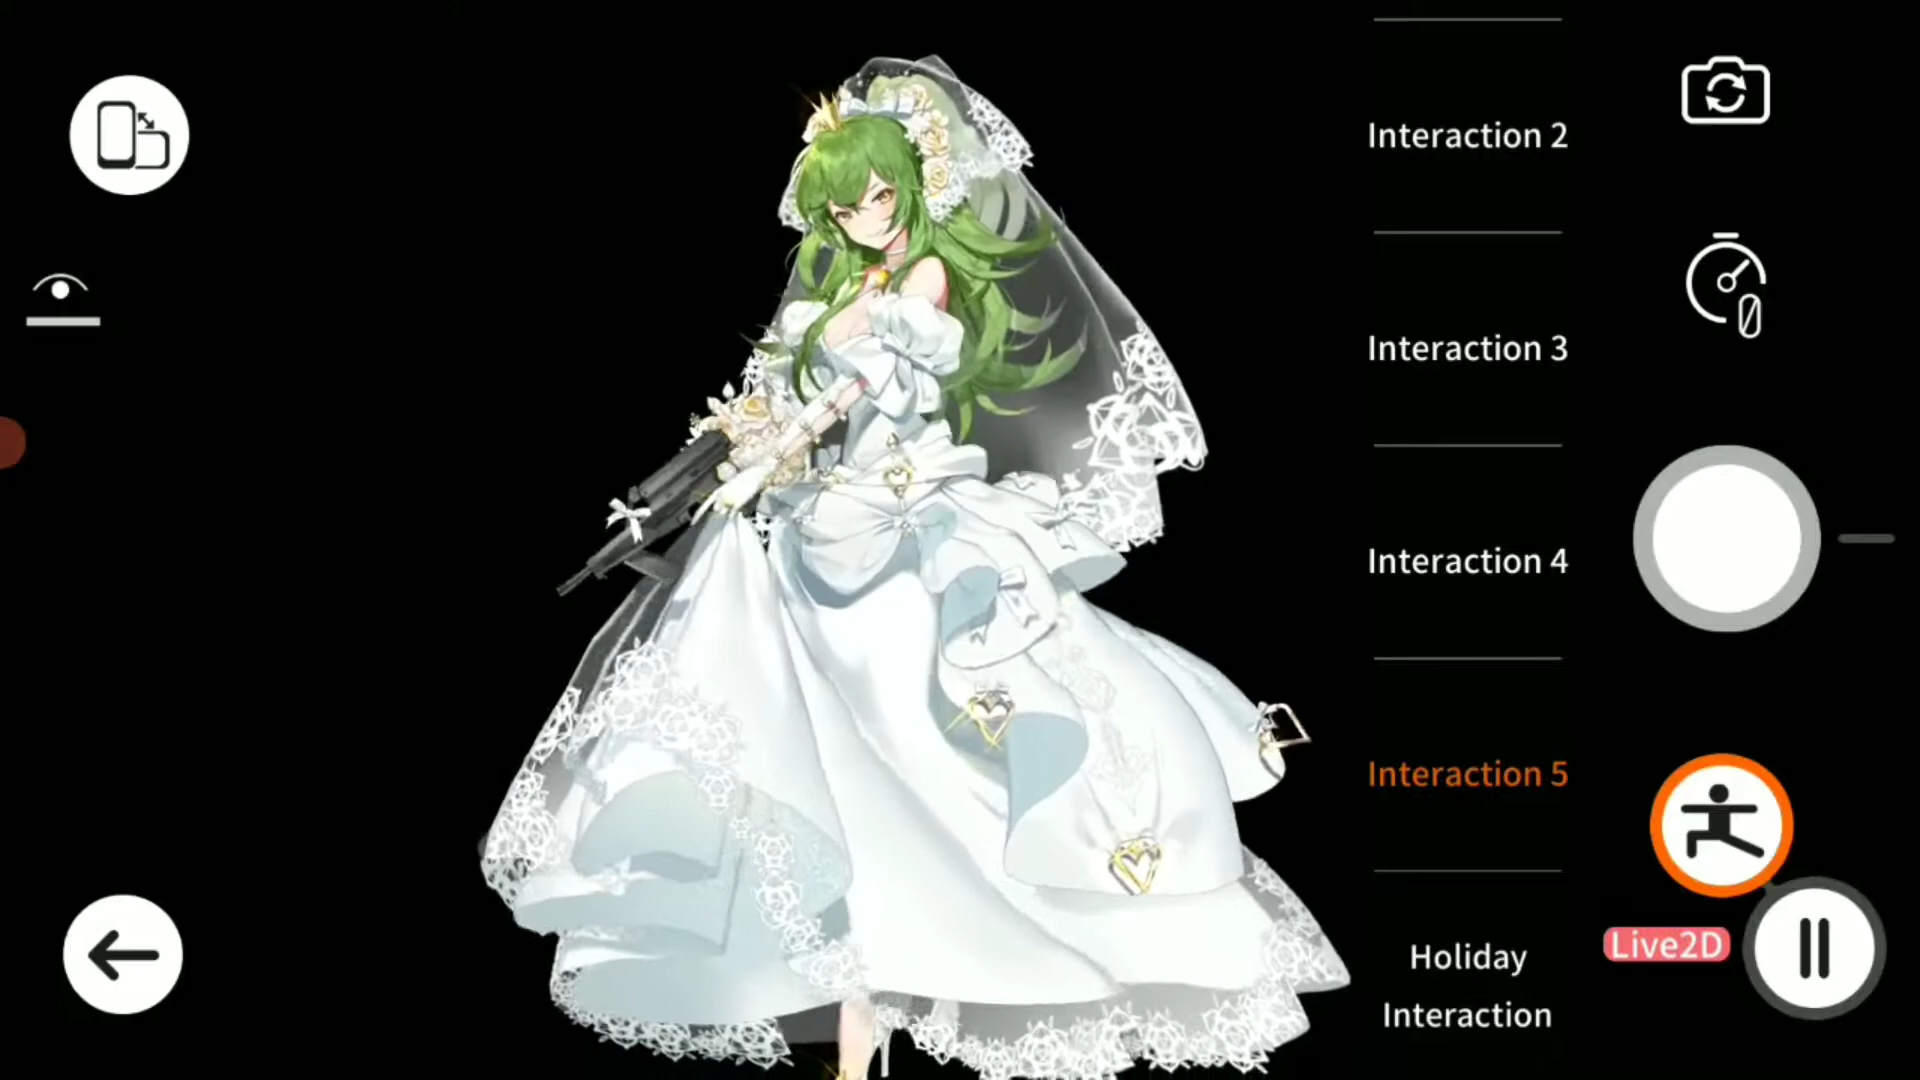 Interaction 2
Interaction 3
Interaction 4
Interaction 5
Holiday
Interaction
Live2D